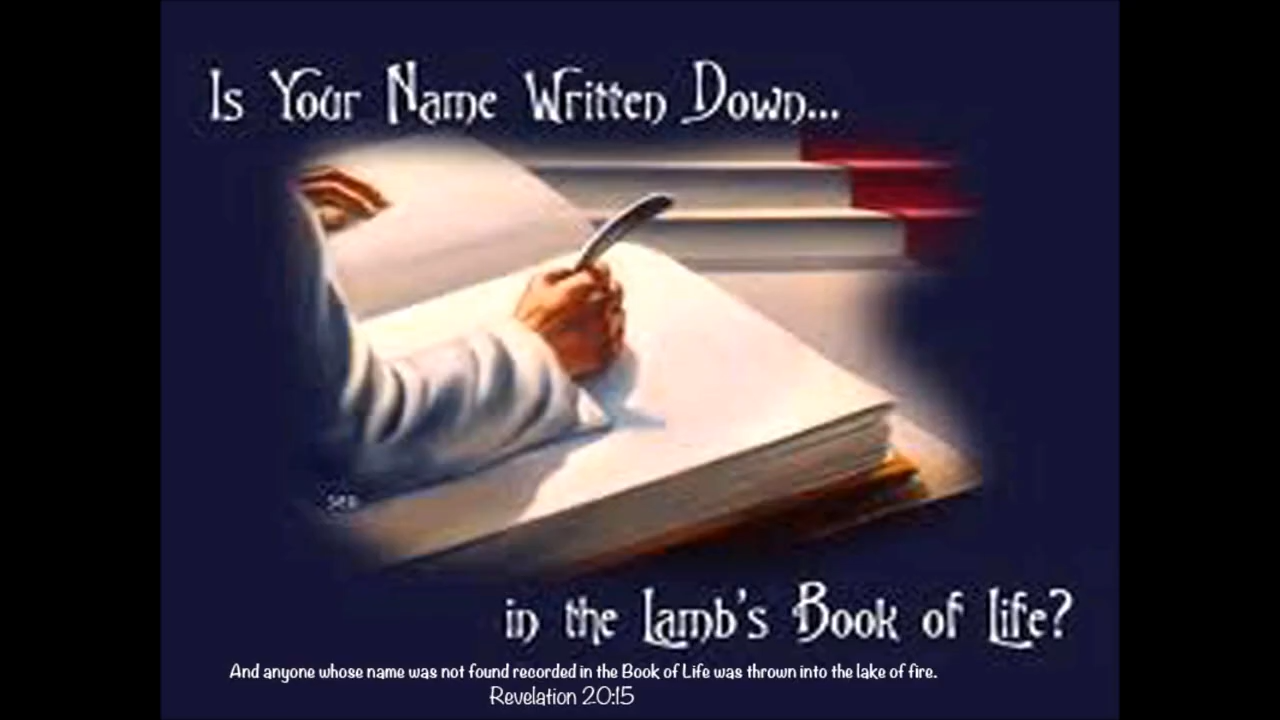 Is Your Name Written Down...
in the Lamb's Book of Life?
And anyone whose name was not found recorded in the Book of Life was thrown into the lake of fire.
Revelation 20:15